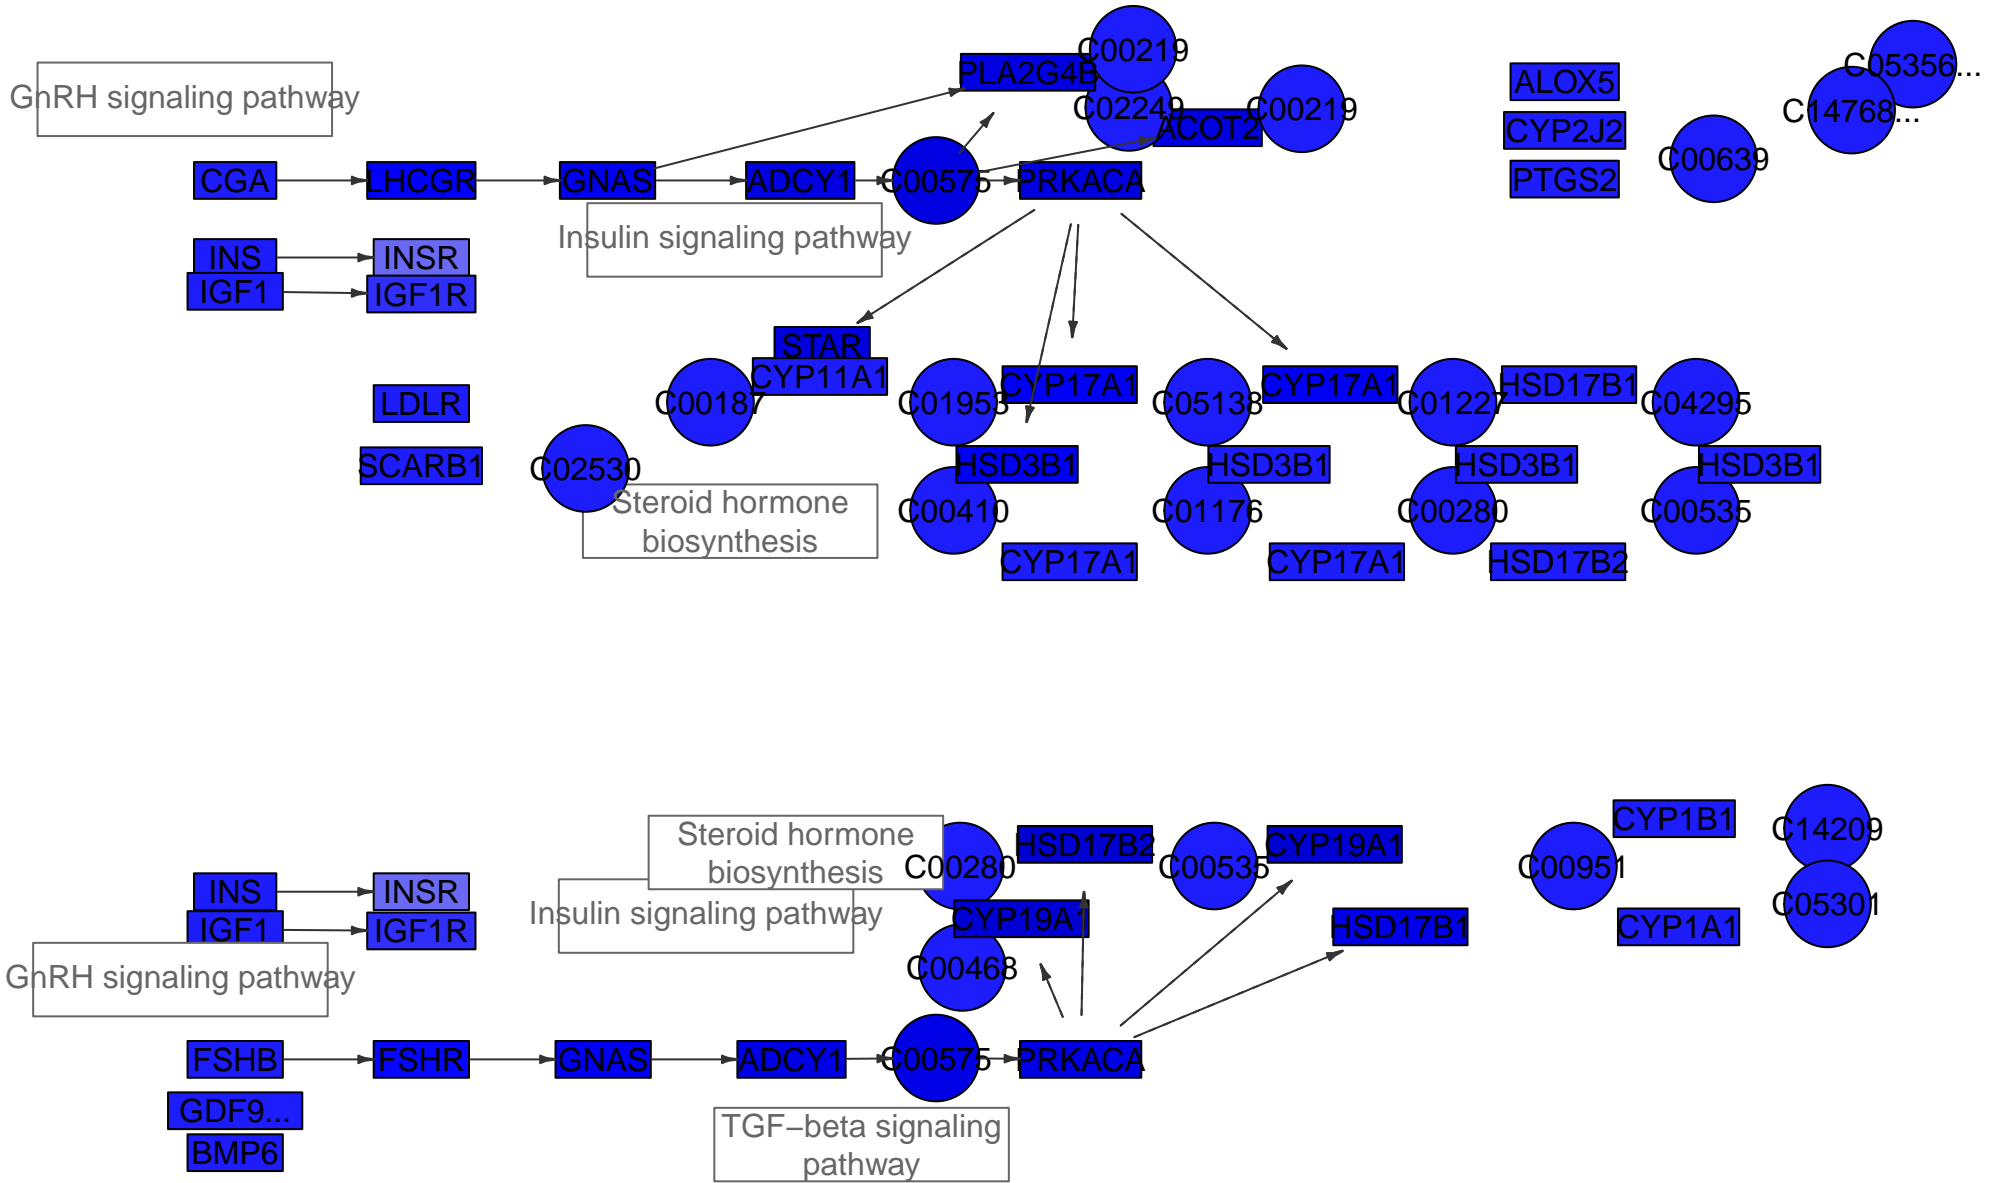 C00219
C05356...
PLA2G4B
ALOX5
GnRH signaling pathway
C02249
C00219
C14768...
ACOT2
CYP2J2
C00639
CGA
LHCGR
GNAS
ADCY1
C00575
PRKACA
PTGS2
Insulin signaling pathway
INS
INSR
IGF1
IGF1R
STAR
CYP11A1
CYP17A1
CYP17A1
HSD17B1
LDLR
C00187
C01953
C05138
C01227
C04295
SCARB1
C02530
HSD3B1
HSD3B1
HSD3B1
HSD3B1
Steroid hormone
biosynthesis
C00410
C01176
C00280
C00535
CYP17A1
CYP17A1
HSD17B2
Steroid hormone
biosynthesis
C00280
HSD17B2
C00535
CYP19A1
C00951
CYP1B1
C14209
INS
INSR
Insulin signaling pathway
CYP19A1
HSD17B1
CYP1A1
C05301
IGF1
IGF1R
GnRH signaling pathway
C00468
FSHB
FSHR
GNAS
ADCY1
C00575
PRKACA
GDF9...
BMP6
TGF−beta signaling
pathway